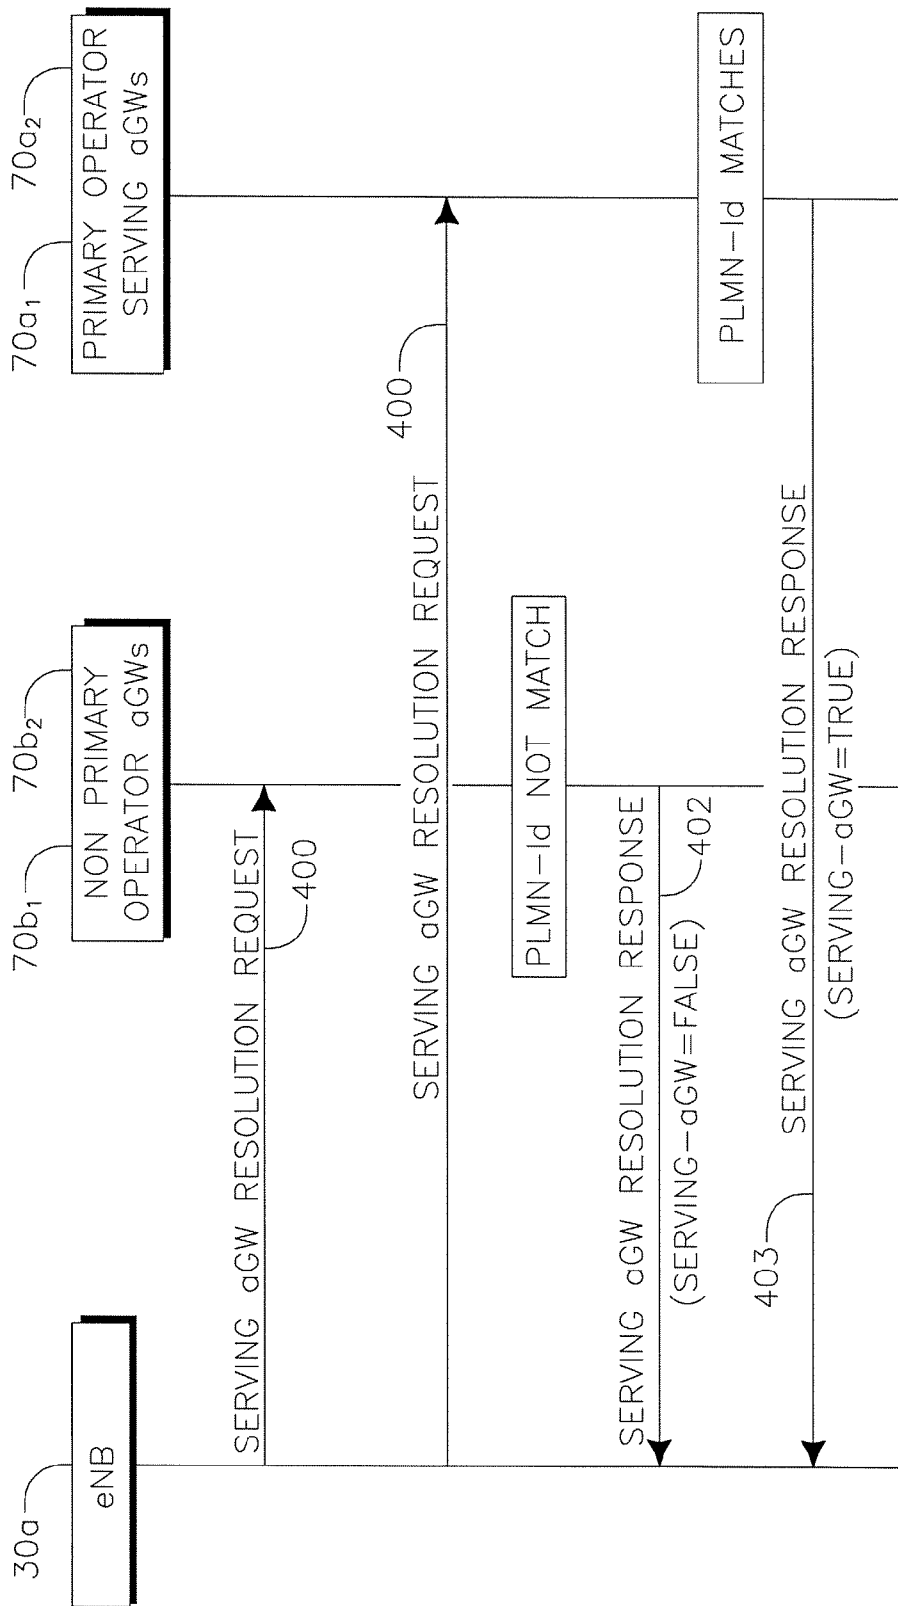 30a
eNB
70b1
70b2
NON PRIMARY
OPERATOR aGWs
70a1
70a2
PRIMARY OPERATOR
SERVING aGWs
SERVING aGW RESOLUTION REQUEST
400
SERVING aGW RESOLUTION REQUEST
400
PLMN-Id NOT MATCH
SERVING aGW RESOLUTION RESPONSE
(SERVING-aGW=FALSE)
402
PLMN-Id MATCHES
SERVING aGW RESOLUTION RESPONSE
(SERVING-aGW=TRUE)
403